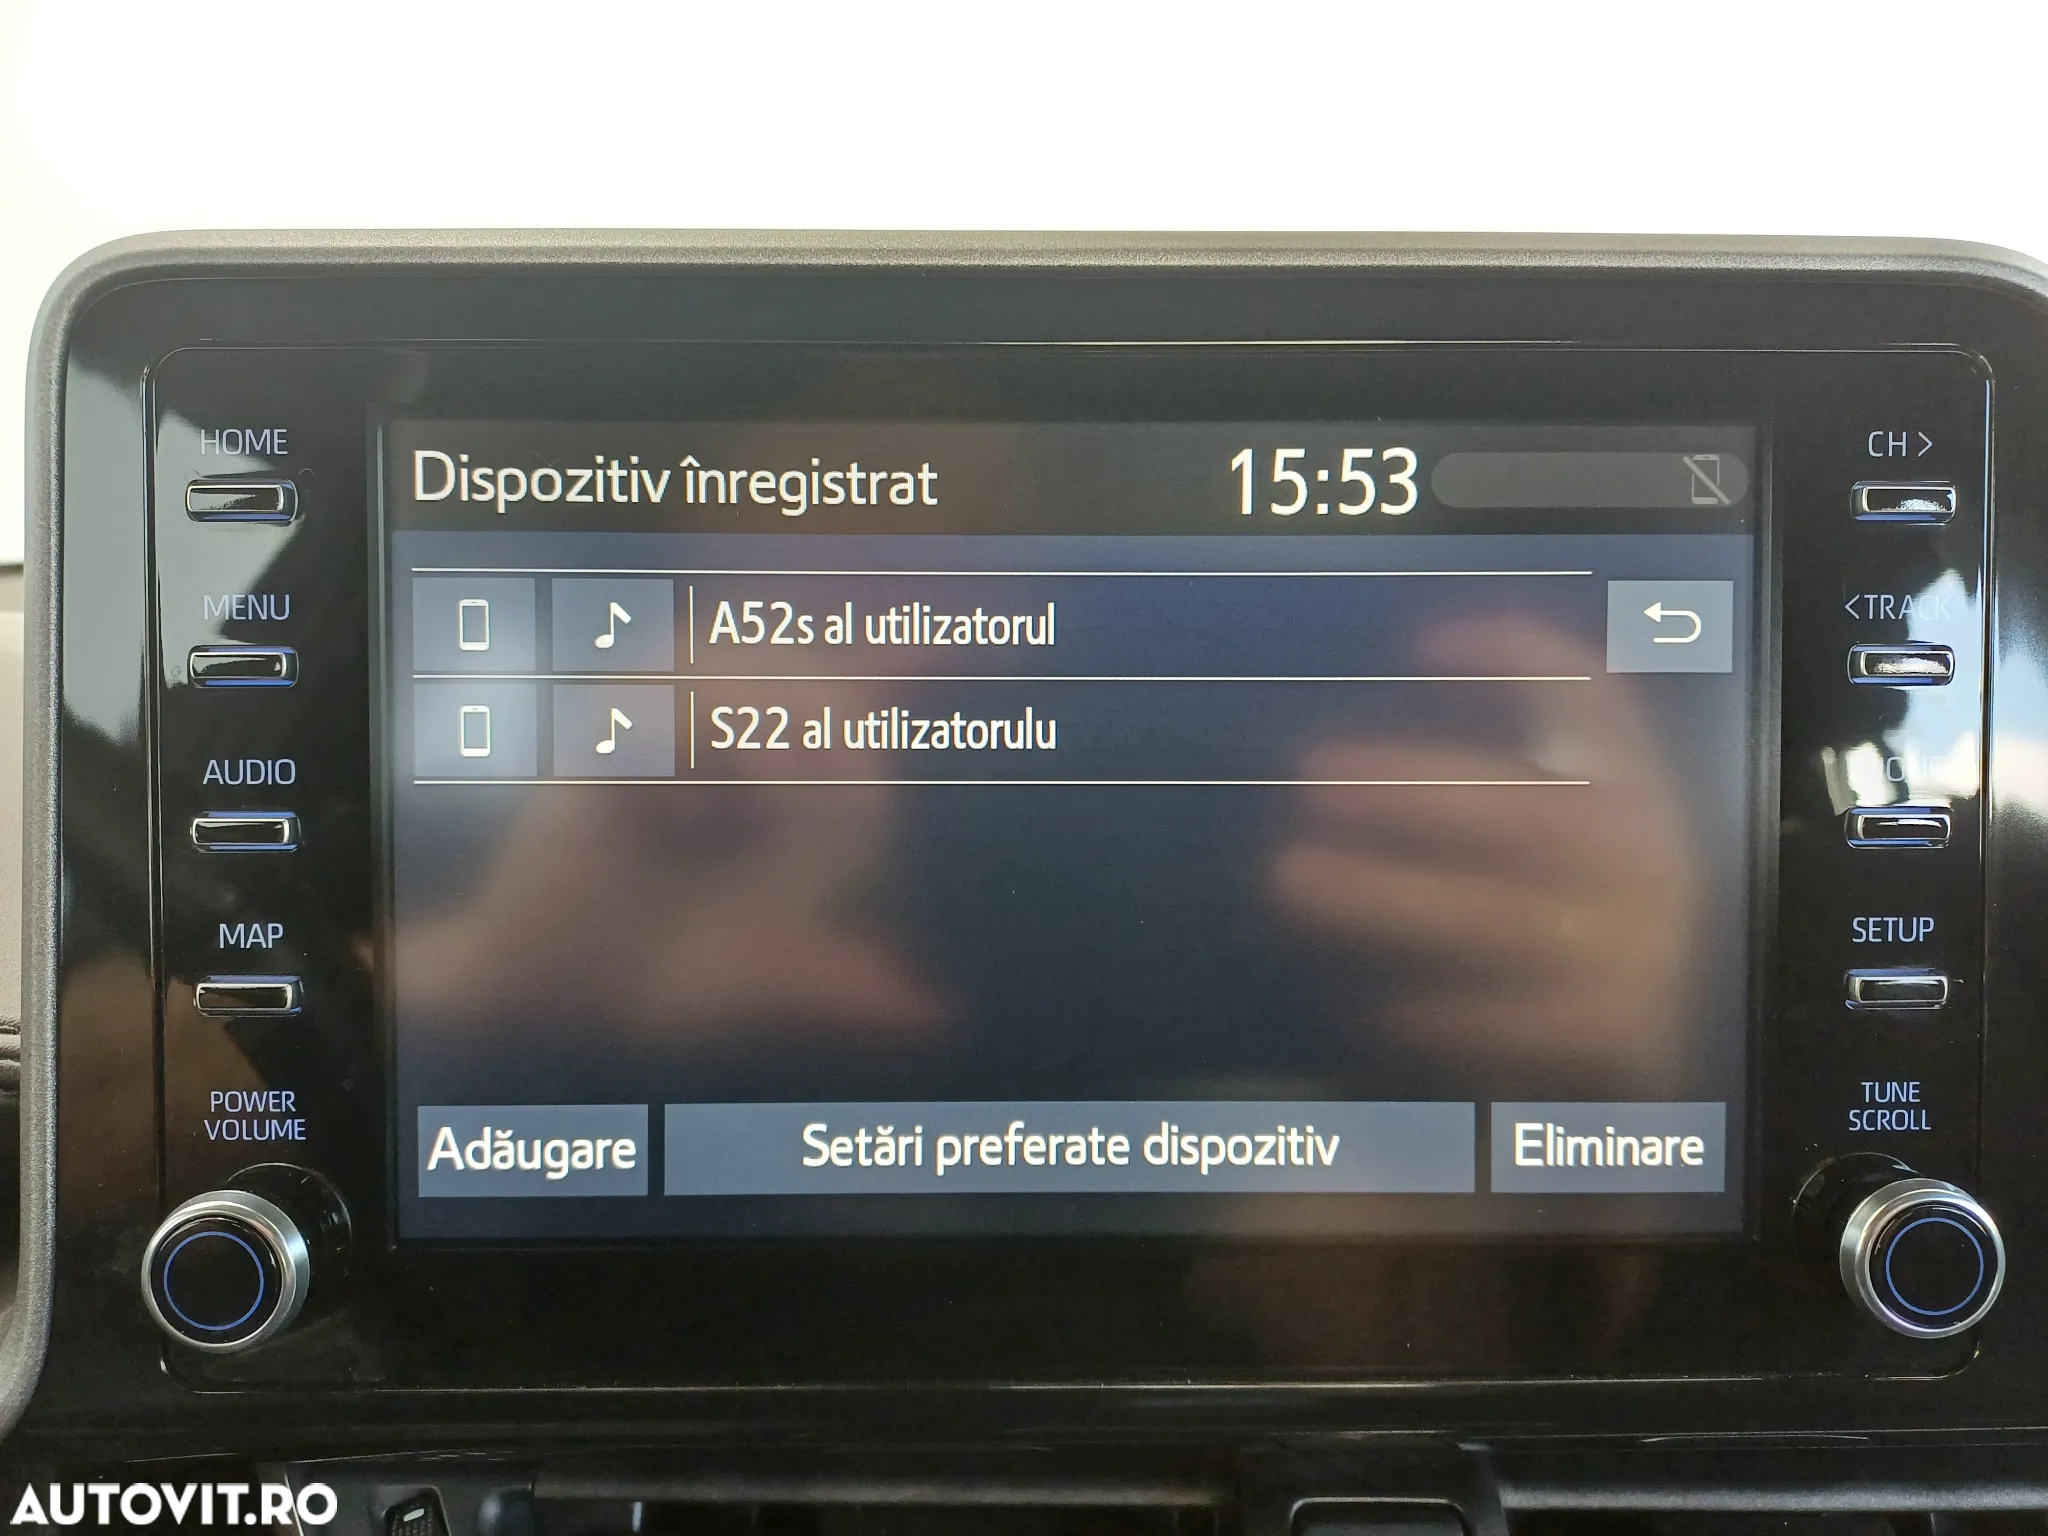 HOME
MENU
AUDIO
MAP
POWER
VOLUME
Dispozitiv înregistrat
15:53
A52s al utilizatorul
S22 al utilizatorulu
Adăugare
Setări preferate dispozitiv
Eliminare
CH >
<TRACK
SETUP
TUNE
SCROLL
AUTOVIT.RO